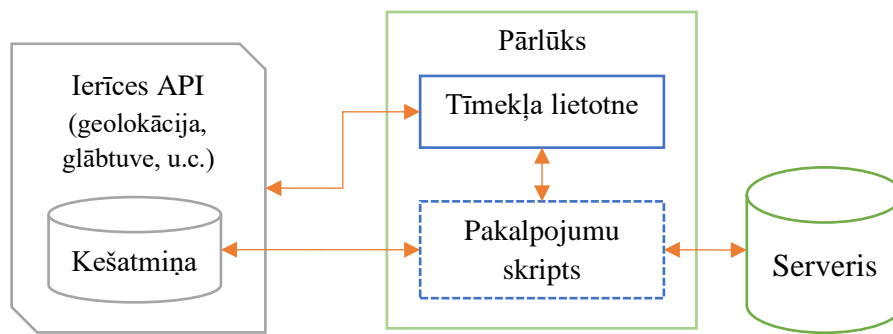 Ierīces API
(geolokācija,
glābtuve, u.c.)
Kešatmiņa
Pārlūks
Tīmekļa lietotne
Pakalpojumu
skripts
Serveris